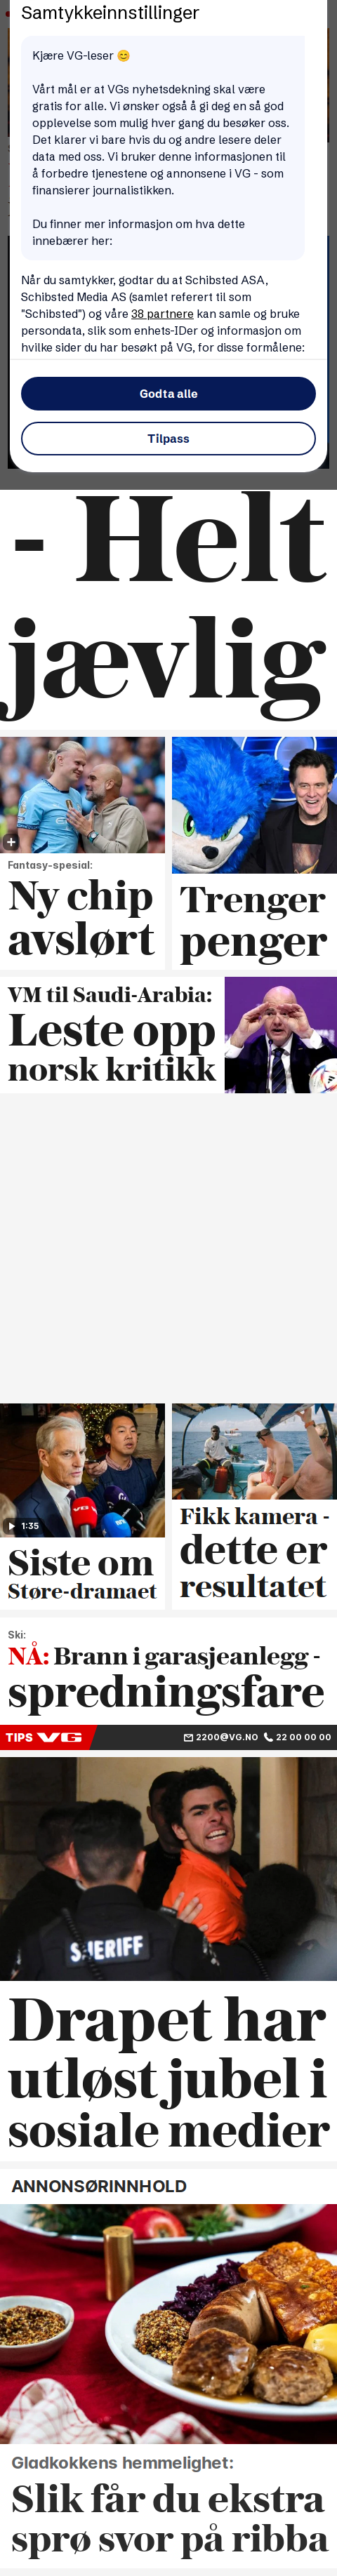 Samtykkeinnstillinger
Kjære VG-leser 😊
Vårt mål er at VGs nyhetsdekning skal være
gratis for alle. Vi ønsker også å gi deg en så god
opplevelse som mulig hver gang du besøker oss.
Det klarer vi bare hvis du og andre lesere deler
data med oss. Vi bruker denne informasjonen til
å forbedre tjenestene og annonsene i VG - som
finansierer journalistikken.
Du finner mer informasjon om hva dette
innebærer her:
Når du samtykker, godtar du at Schibsted ASA,
Schibsted Media AS (samlet referert til som
"Schibsted") og våre 38 partnere kan samle og bruke
persondata, slik som enhets-IDer og informasjon om
hvilke sider du har besøkt på VG, for disse formålene:
Godta alle
Tilpass
- Helt
jævlig
Fantasy-spesial:
Ny chip
avslørt
Trenger
penger
VM til Saudi-Arabia:
Leste opp
norsk kritikk
1:35
Siste om
Støre-dramaet
Fikk kamera -
dette er
resultatet
Ski:
NÅ: Brann i garasjeanlegg -
spredningsfare
TIPS VG 2200@VG.NO 22 00 00 00
SHERIFF
Drapet har
utløst jubel i
sosiale medier
ANNONSØRINNHOLD
Gladkokkens hemmelighet:
Slik får du ekstra
sprø svor på ribba